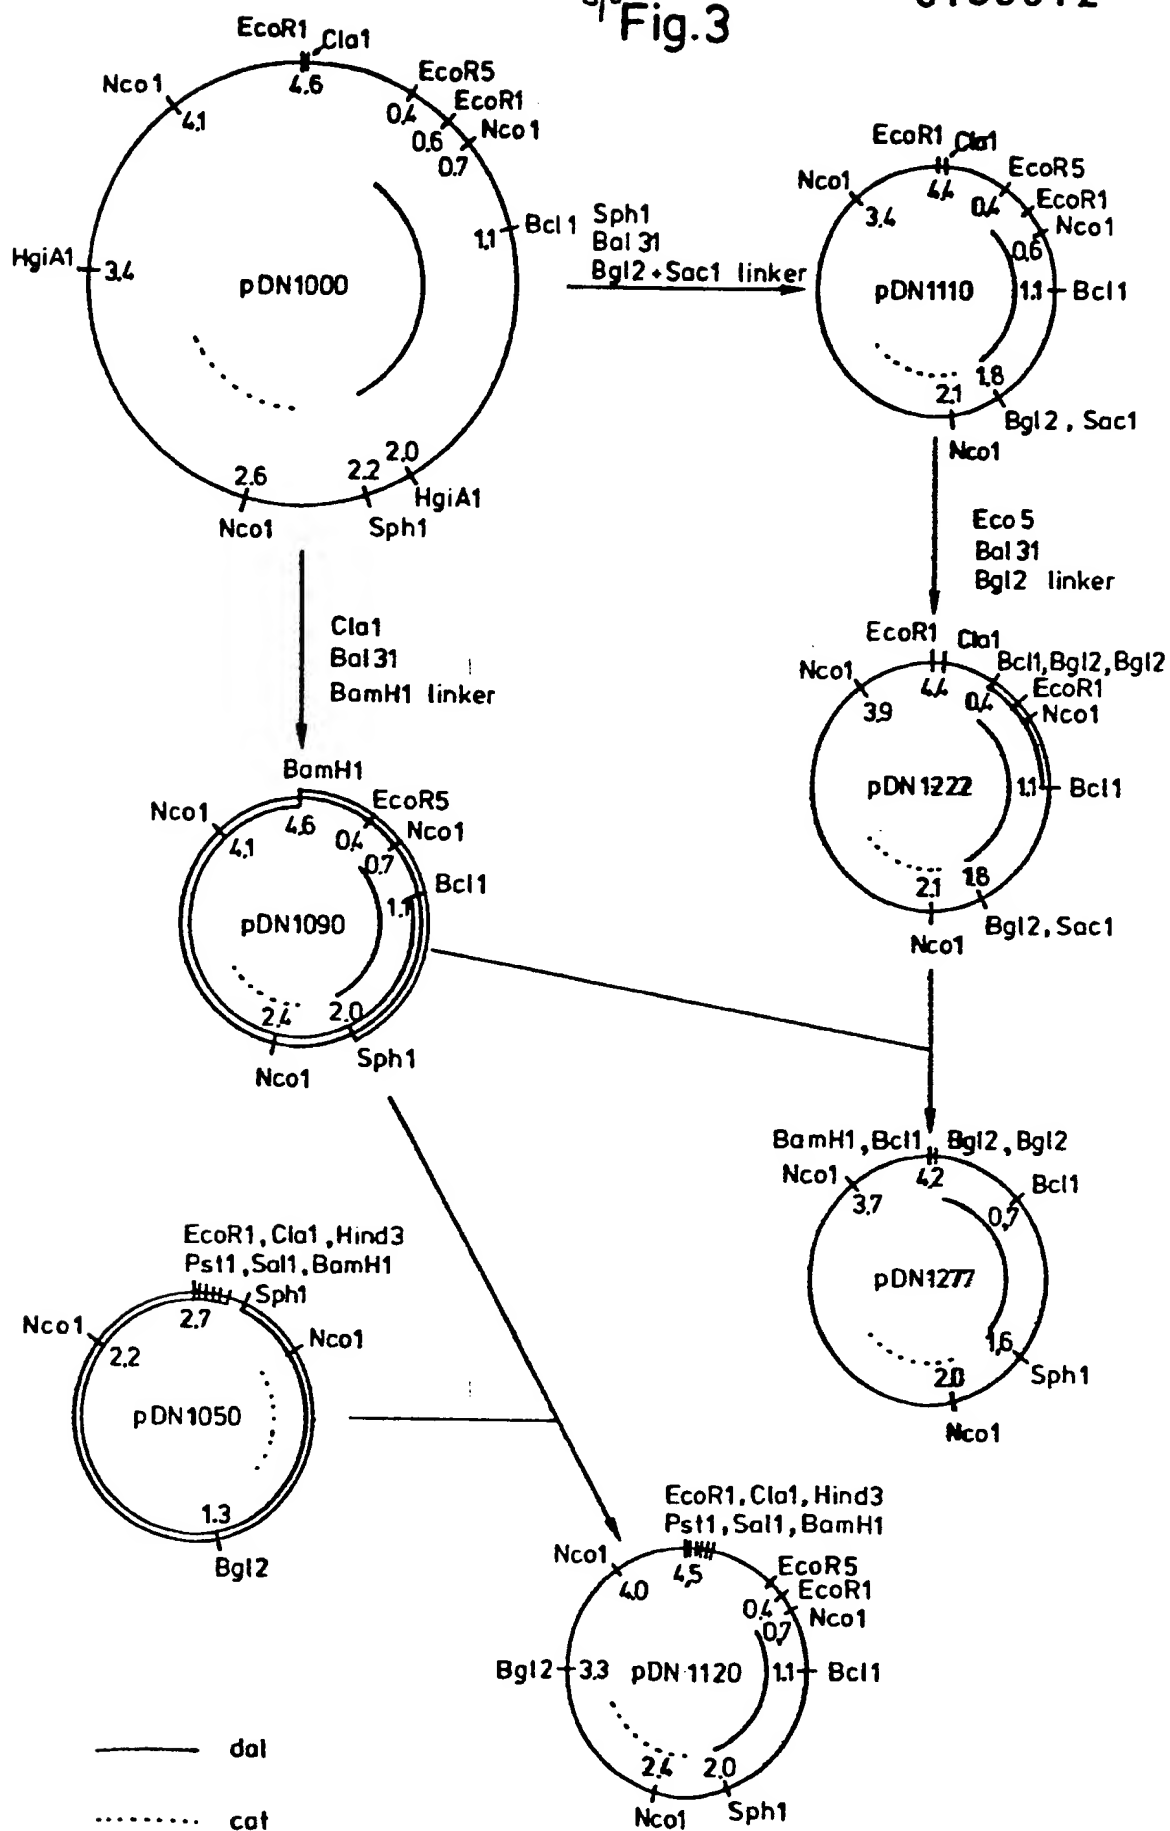 Fig.3
EcoR1
Cla1
4.6
EcoR5
0.4
EcoR1
0.6
Nco1
0.7
Nco1
4.1
Bcl1
1.1
HgiA1
3.4
pDN1000
2.0
HgiA1
2.2
Sph1
2.6
Nco1
Sph1
Bal 31
Bgl2+Sac1 linker
EcoR1
Cla1
4.4
EcoR5
0.4
EcoR1
Nco1
0.6
Nco1
3.4
pDN1110
1.1
Bcl1
1.8
Bgl2, Sac1
2.1
Nco1
Eco 5
Bal 31
Bgl2 linker
Cla1
Bal31
BamH1 linker
EcoR1
Cla1
4.4
Bcl1,Bgl2,Bgl2
0.4
EcoR1
Nco1
Nco1
3.9
pDN1222
1.1
Bcl1
1.8
Bgl2,Sac1
2.1
Nco1
BamH1
4.6
EcoR5
0.4
Nco1
0.7
Nco1
4.1
Bcl1
1.1
pDN1090
2.0
Sph1
2.4
Nco1
BamH1,Bcl1
Bgl2,Bgl2
4.2
Nco1
3.7
Bcl1
0.7
pDN1277
1.6
Sph1
2.0
Nco1
EcoR1,Cla1,Hind3
Pst1,Sal1,BamH1
2.7
Sph1
Nco1
2.2
Nco1
pDN1050
1.3
Bgl2
EcoR1,Cla1,Hind3
Pst1,Sal1,BamH1
4,5
Nco1
4.0
EcoR5
EcoR1
0.4
Nco1
0.7
Bgl2
3.3
pDN1120
1.1
Bcl1
2.4
2.0
Nco1
Sph1
dal
cat